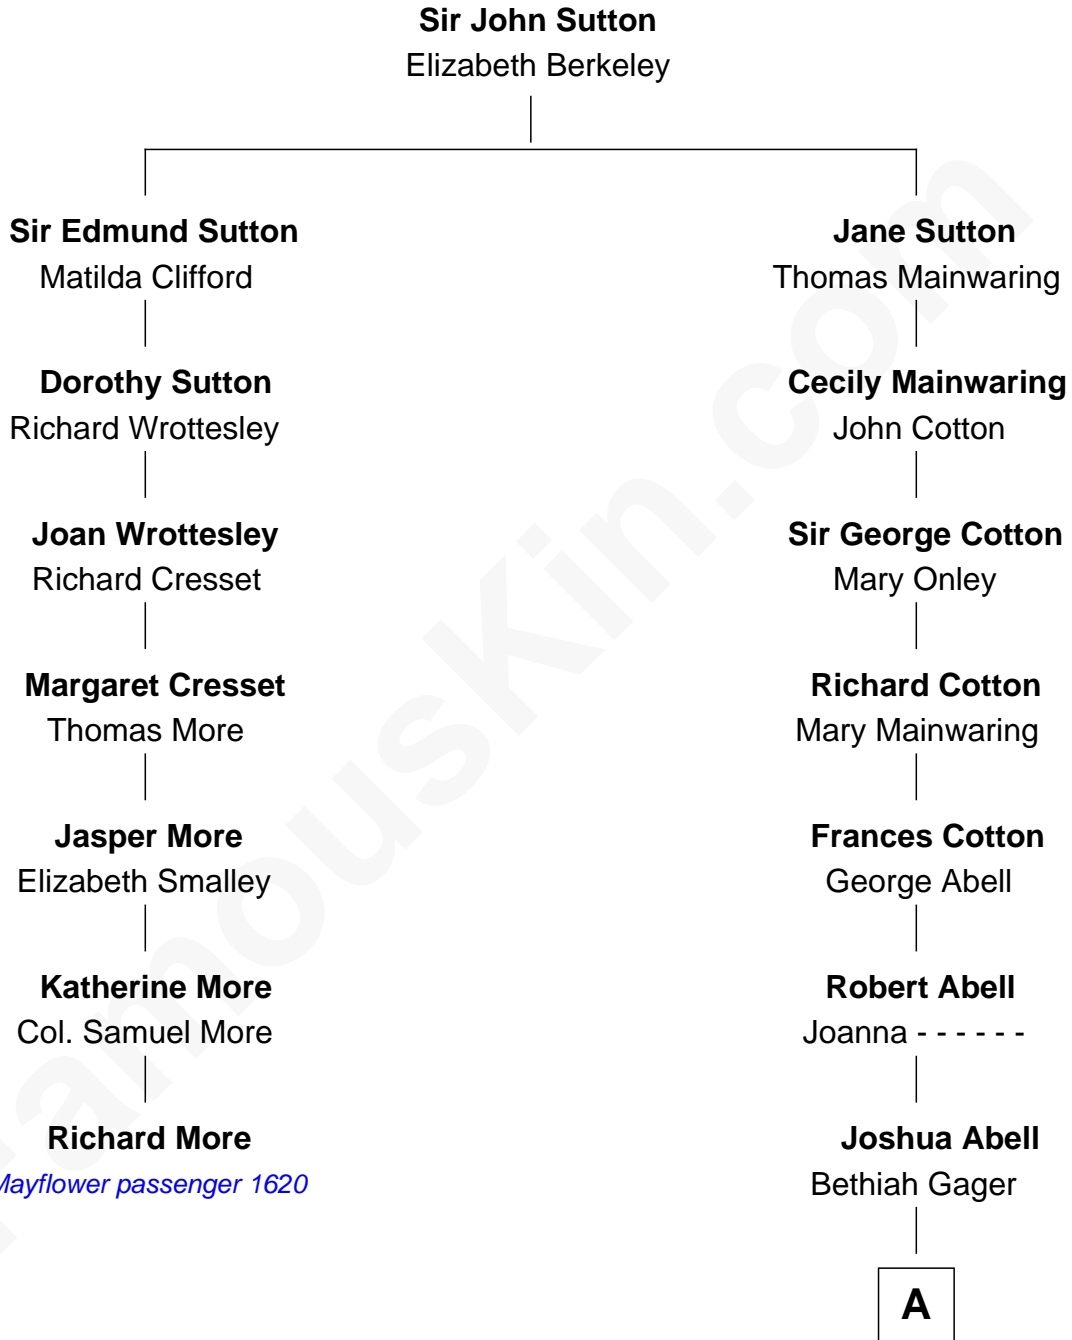 Sir John Sutton
Elizabeth Berkeley
Sir Edmund Sutton
Matilda Clifford
Jane Sutton
Thomas Mainwaring
Dorothy Sutton
Richard Wrottesley
Cecily Mainwaring
John Cotton
Joan Wrottesley
Richard Cresset
Sir George Cotton
Mary Onley
Margaret Cresset
Thomas More
Richard Cotton
Mary Mainwaring
Jasper More
Elizabeth Smalley
Frances Cotton
George Abell
Katherine More
Col. Samuel More
Robert Abell
Joanna - - - - - -
Richard More
Mayflower passenger 1620
Joshua Abell
Bethiah Gager
A
FamousKin.com